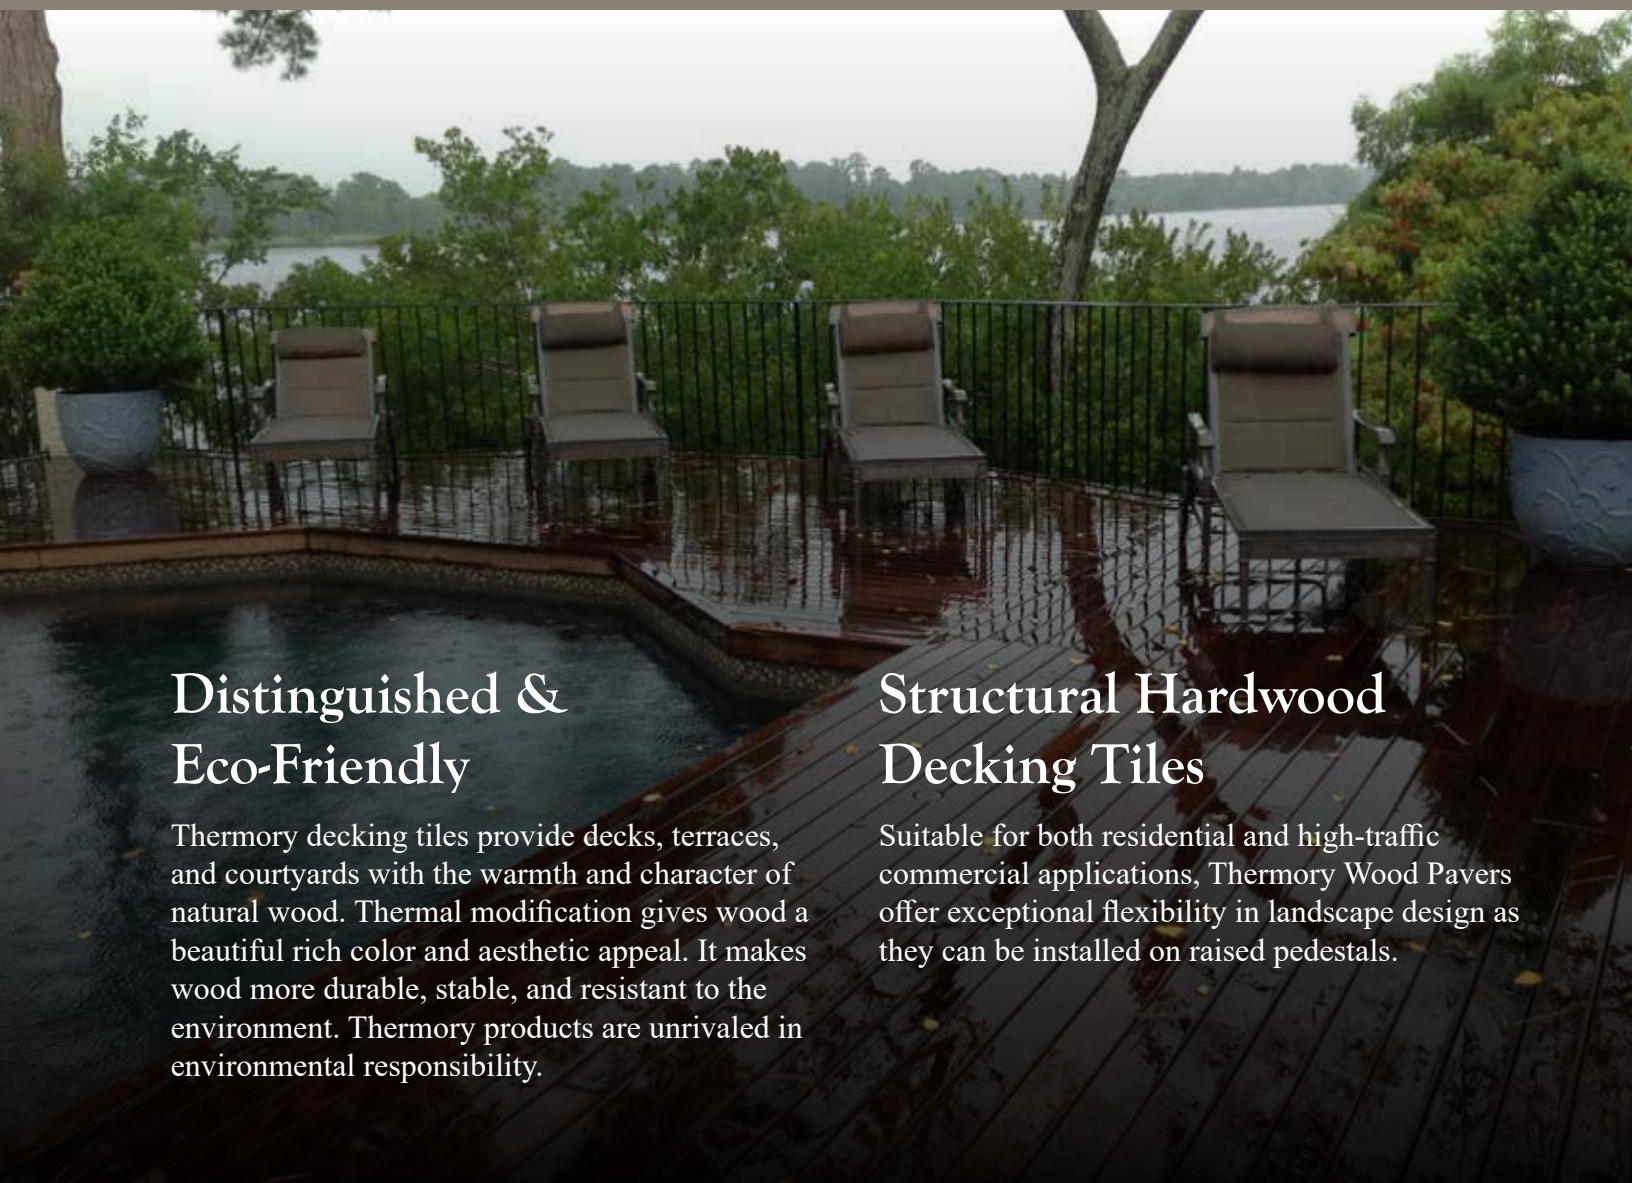 Distinguished &
Eco-Friendly
Thermory decking tiles provide decks, terraces,
and courtyards with the warmth and character of
natural wood. Thermal modification gives wood a
beautiful rich color and aesthetic appeal. It makes
wood more durable, stable, and resistant to the
environment. Thermory products are unrivaled in
environmental responsibility.
Structural Hardwood
Decking Tiles
Suitable for both residential and high-traffic
commercial applications, Thermory Wood Pavers
offer exceptional flexibility in landscape design as
they can be installed on raised pedestals.